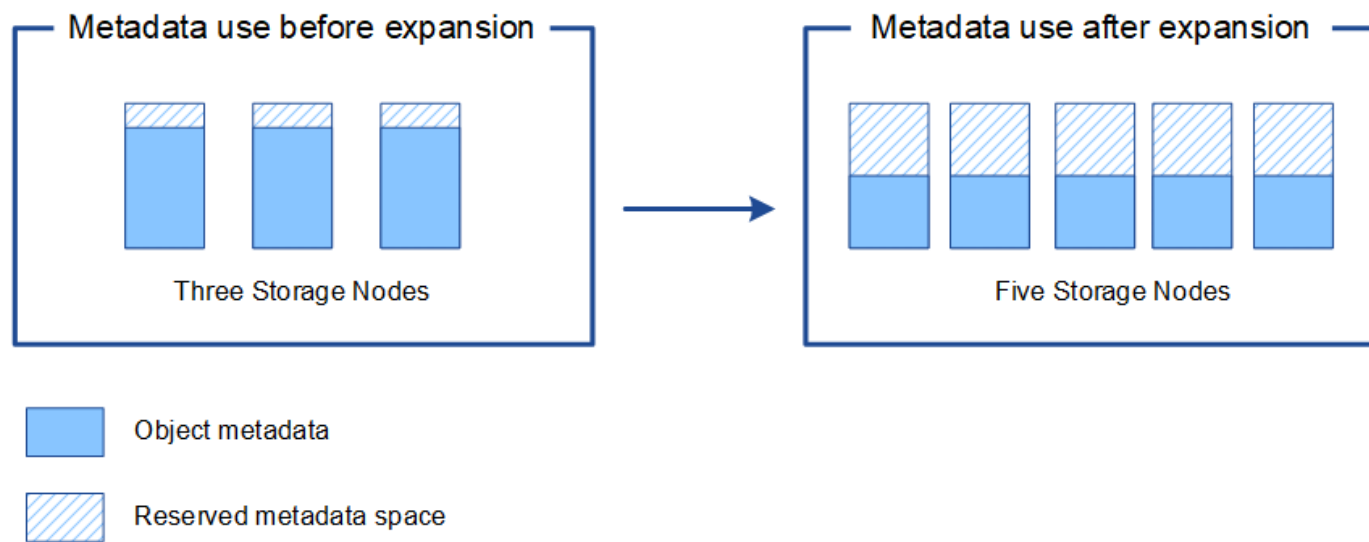 Metadata use before expansion
Metadata use after expansion
Three Storage Nodes
Five Storage Nodes
Object metadata
Reserved metadata space